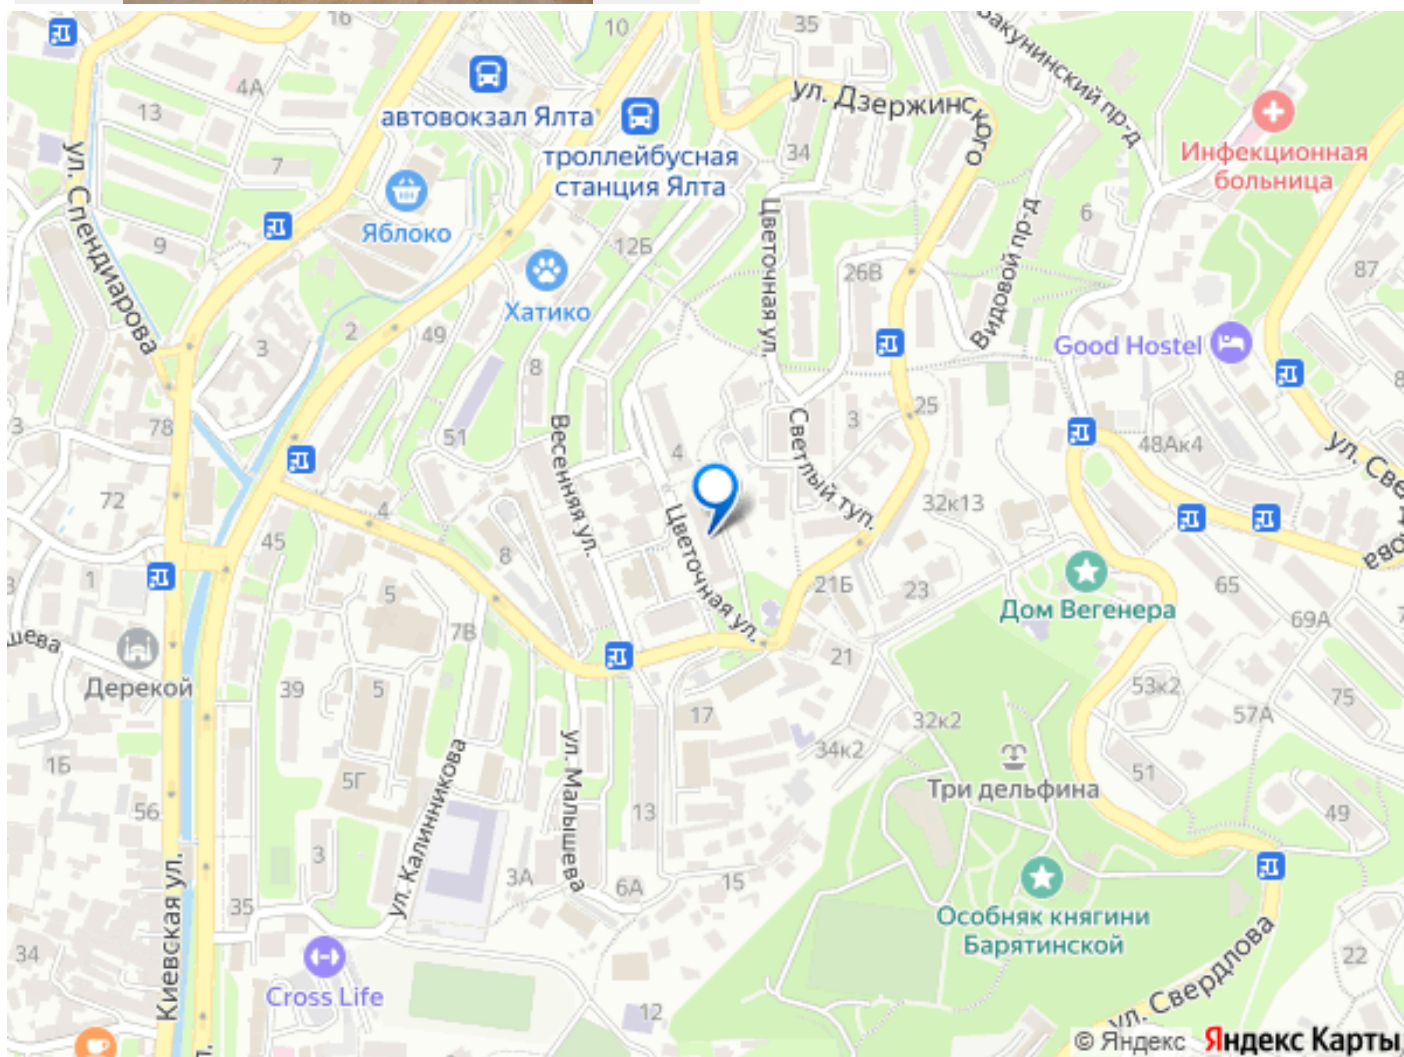 16
10
35
Бакунинский пр-д
4А
13
7
автовокзал Ялта
троллейбусная
станция Ялта
ул. Дзержинского
34
Инфекционная
больница
ул. Спендиарова
Яблоко
9
12Б
Цветочная ул.
26В
Видовой пр-д
6
87
Хатико
2
49
3
8
Good Hostel
78
51
Весенняя ул.
4
Светлый туп.
3
25
48Ак4
ул. Свердлова
72
4
32к13
45
8
Цветочная ул.
1
5
7В
21Б
23
Дом Вегенера
65
69А
Дерекой
39
5
21
53к2
75
57А
17
32к2
34к2
1Б
ул. Калинникова
ул. Малышева
5Г
Три дельфина
51
56
13
49
3
3А
6А
15
Киевская ул.
35
Особняк княгини
Барятинской
34
22
Cross Life
12
ул. Свердлова
© Яндекс Яндекс Карты